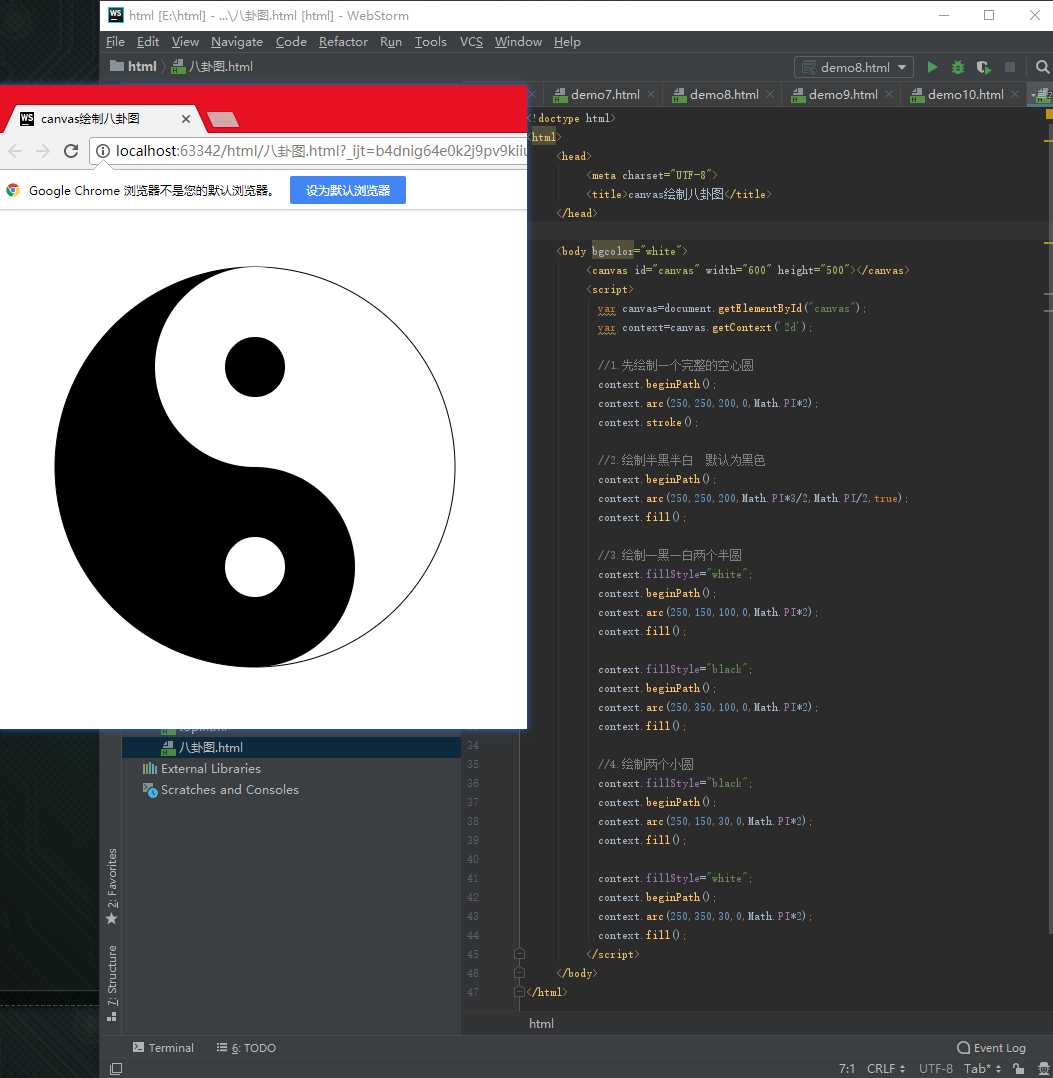 WS html [E:\html] - ...\八卦图.html [html] - WebStorm
File Edit View Navigate Code Refactor Run Tools VCS Window Help
html 八卦图.html demo8.html
demo7.html demo8.html demo9.html demo10.html
WS canvas绘制八卦图
localhost:63342/html/八卦图.html?_ijt=b4dnig64e0k2j9pv9kiiu
Google Chrome 浏览器不是您的默认浏览器。 设为默认浏览器
<!doctype html>
<html>
<head>
<meta charset="UTF-8">
<title>canvas绘制八卦图</title>
</head>
<body bgcolor="white">
<canvas id="canvas" width="600" height="500"></canvas>
<script>
var canvas=document.getElementById("canvas");
var context=canvas.getContext('2d');
//1.先绘制一个完整的空心圆
context.beginPath();
context.arc(250,250,200,0,Math.PI*2);
context.stroke();
//2.绘制半黑半白　默认为黑色
context.beginPath();
context.arc(250,250,200,Math.PI*3/2,Math.PI/2,true);
context.fill();
//3.绘制一黑一白两个半圆
context.fillStyle="white";
context.beginPath();
context.arc(250,150,100,0,Math.PI*2);
context.fill();
context.fillStyle="black";
context.beginPath();
context.arc(250,350,100,0,Math.PI*2);
context.fill();
34
八卦图.html
35 //4.绘制两个小圆
External Libraries
36 context.fillStyle="black";
Scratches and Consoles
37 context.beginPath();
38 context.arc(250,150,30,0,Math.PI*2);
39 context.fill();
40
41 context.fillStyle="white";
42 context.beginPath();
43 context.arc(250,350,30,0,Math.PI*2);
44 context.fill();
45 </script>
46 </body>
47 </html>
2: Favorites
7: Structure
html
Terminal 6: TODO Event Log
7:1 CRLF UTF-8 Tab*